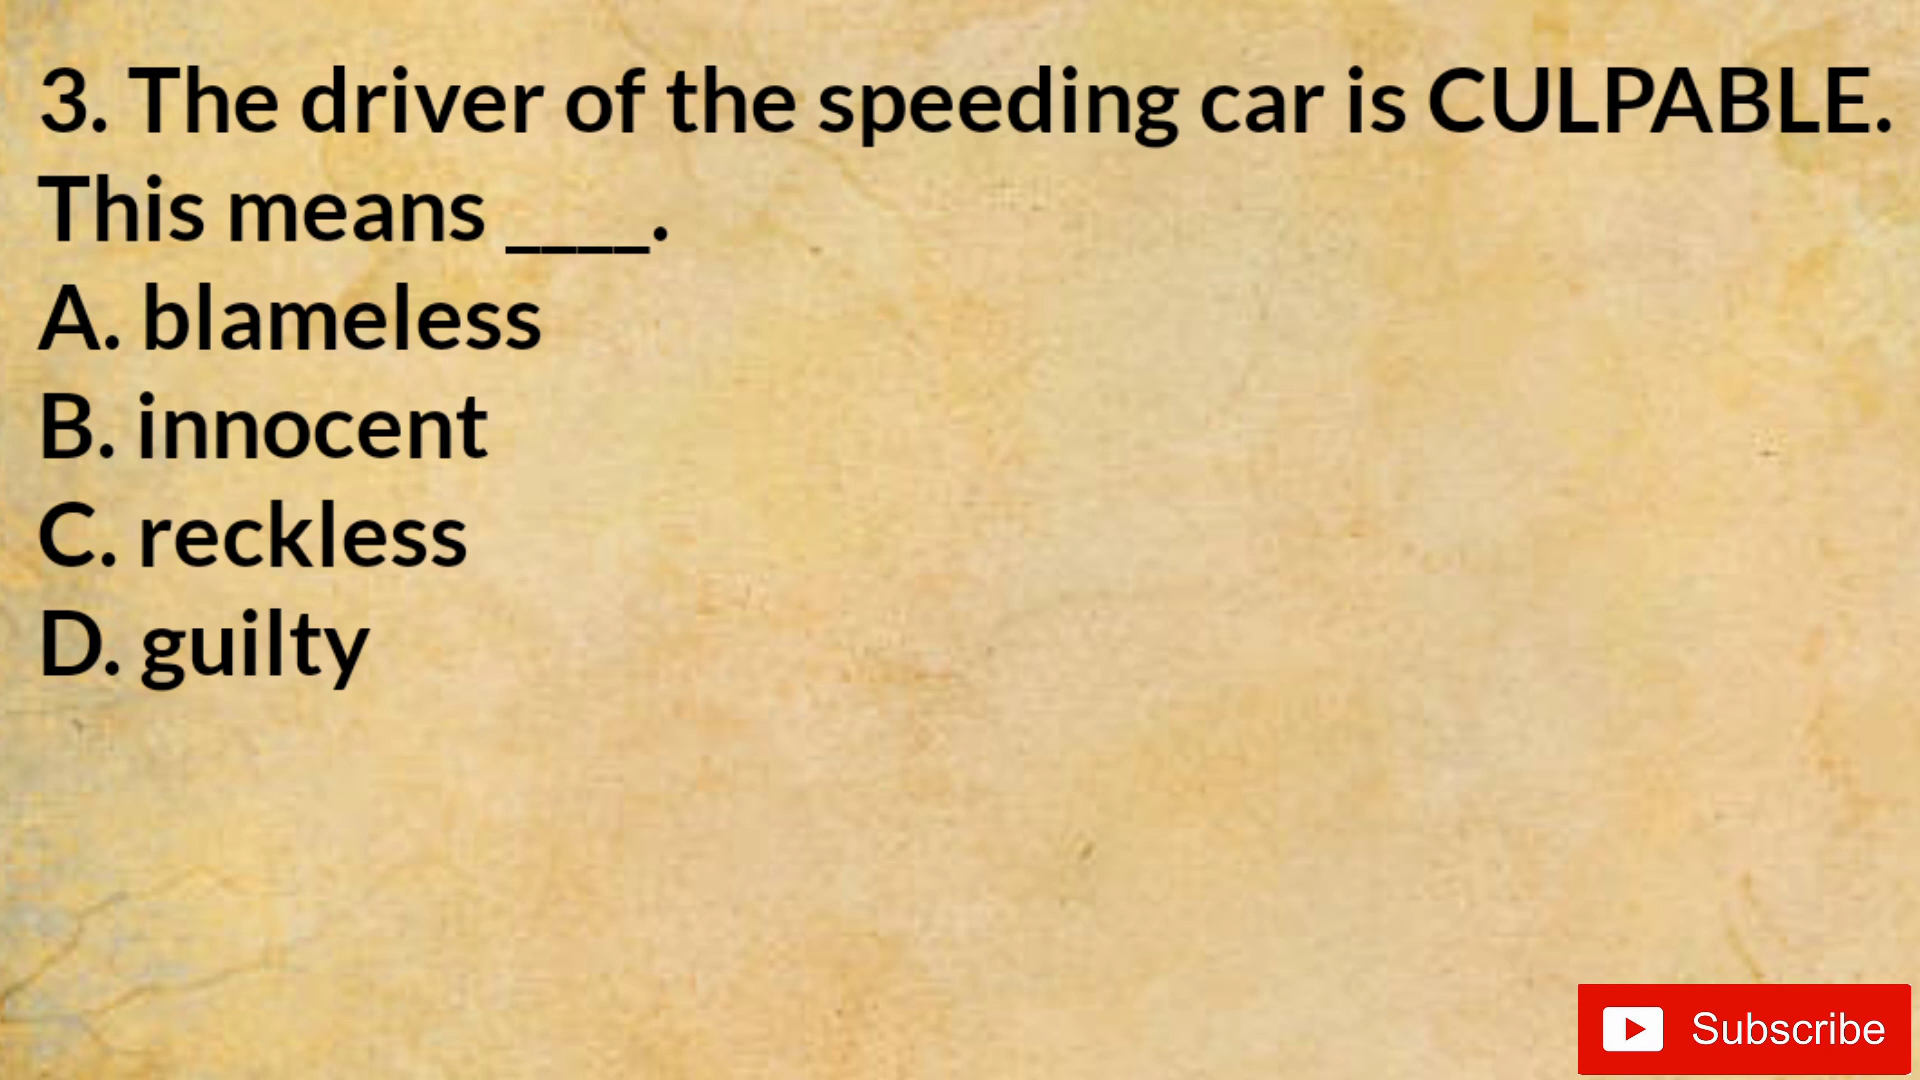 3. The driver of the speeding car is CULPABLE.
This means ____.
A. blameless
B. innocent
C. reckless
D. guilty
Subscribe